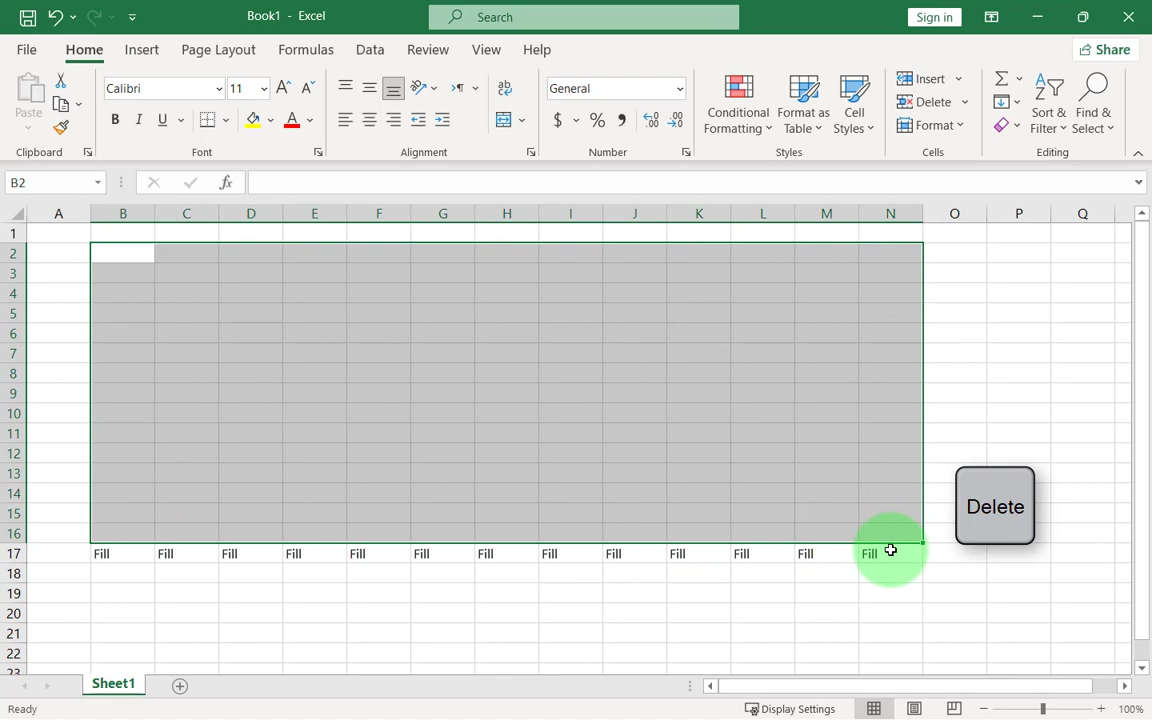 Book1 - Excel
Search
Sign in
File Home Insert Page Layout Formulas Data Review View Help
Share
Paste
Calibri 11
B I U A
ab
General
$ % 9
Conditional Formatting
Format as Table
Cell Styles
Insert
Delete
Format
Sort & Filter
Find & Select
Clipboard Font Alignment Number Styles Cells Editing
B2 fx
A B C D E F G H I J K L M N O P Q
1
2
3
4
5
6
7
8
9
10
11
12
13
14
15
16
17 Fill Fill Fill Fill Fill Fill Fill Fill Fill Fill Fill Fill Fill
18
19
20
21
22
23
Delete
Sheet1
Ready
Display Settings
100%